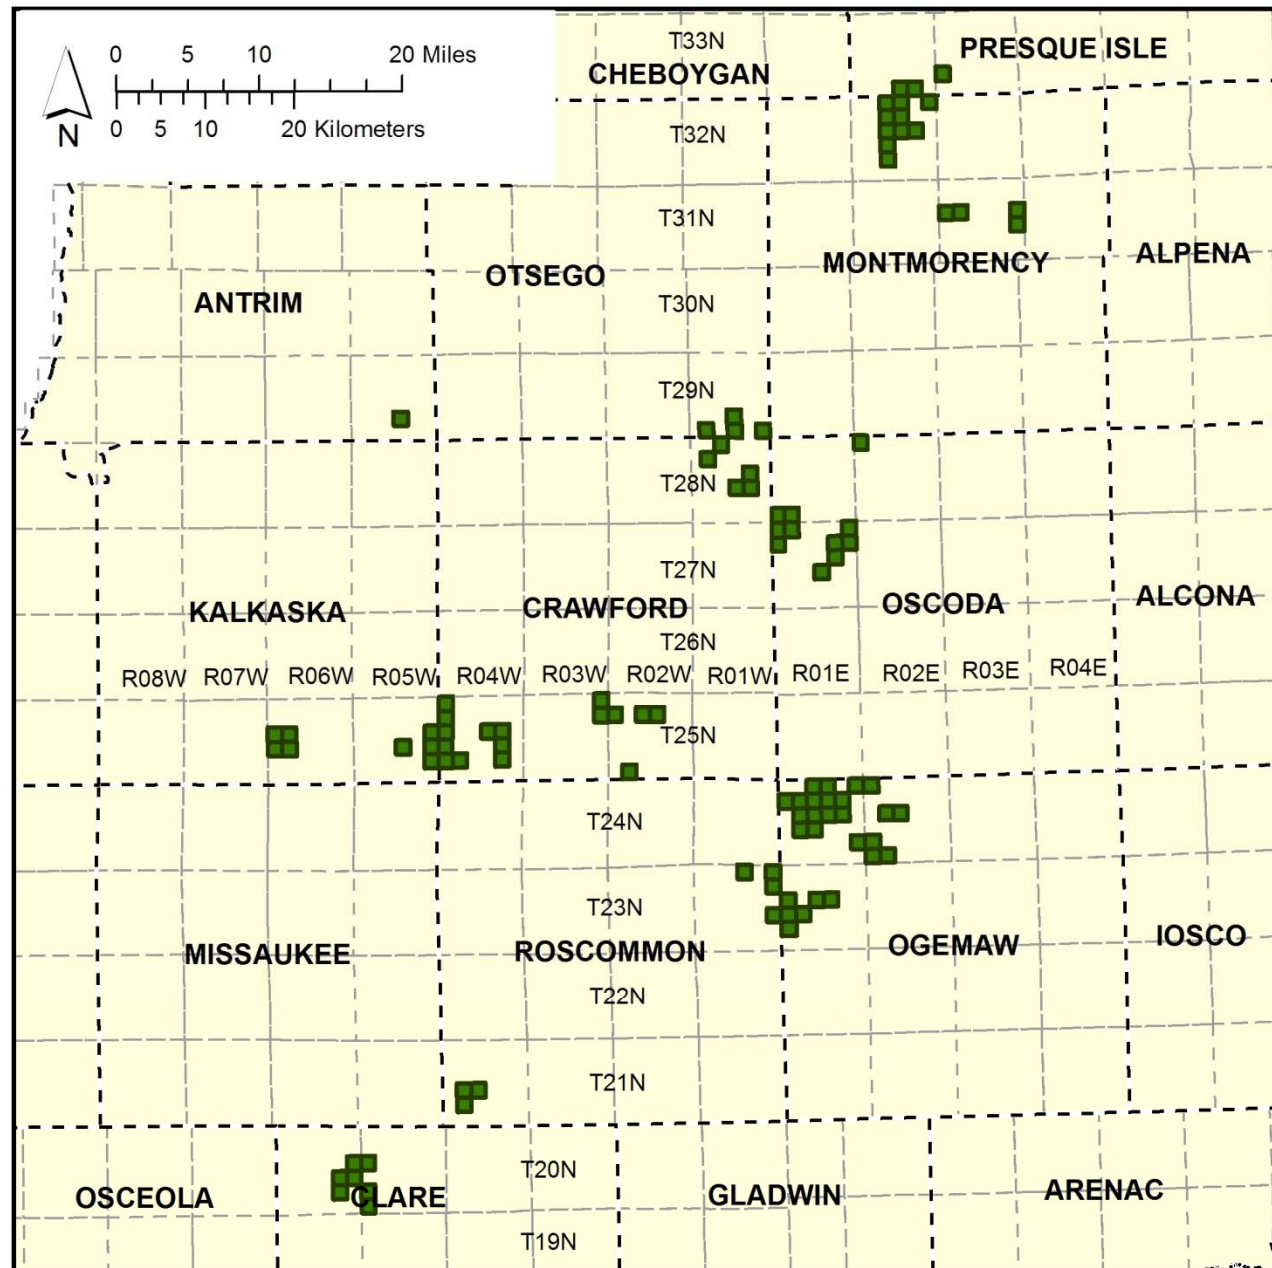 T33N
PRESQUE ISLE
0 5 10 20 Miles
CHEBOYGAN
0 5 10 20 Kilometers
N
T32N
T31N
ALPENA
MONTMORENCY
OTSEGO
ANTRIM
T30N
T29N
T28N
T27N
ALCONA
OSCODA
CRAWFORD
KALKASKA
T26N
R08W R07W R06W R05W R04W R03W R02W R01W R01E R02E R03E R04E
T25N
T24N
T23N
IOSCO
OGEMAW
ROSCOMMON
MISSAUKEE
T22N
T21N
T20N
OSCEOLA
CLARE
GLADWIN
ARENAC
T19N